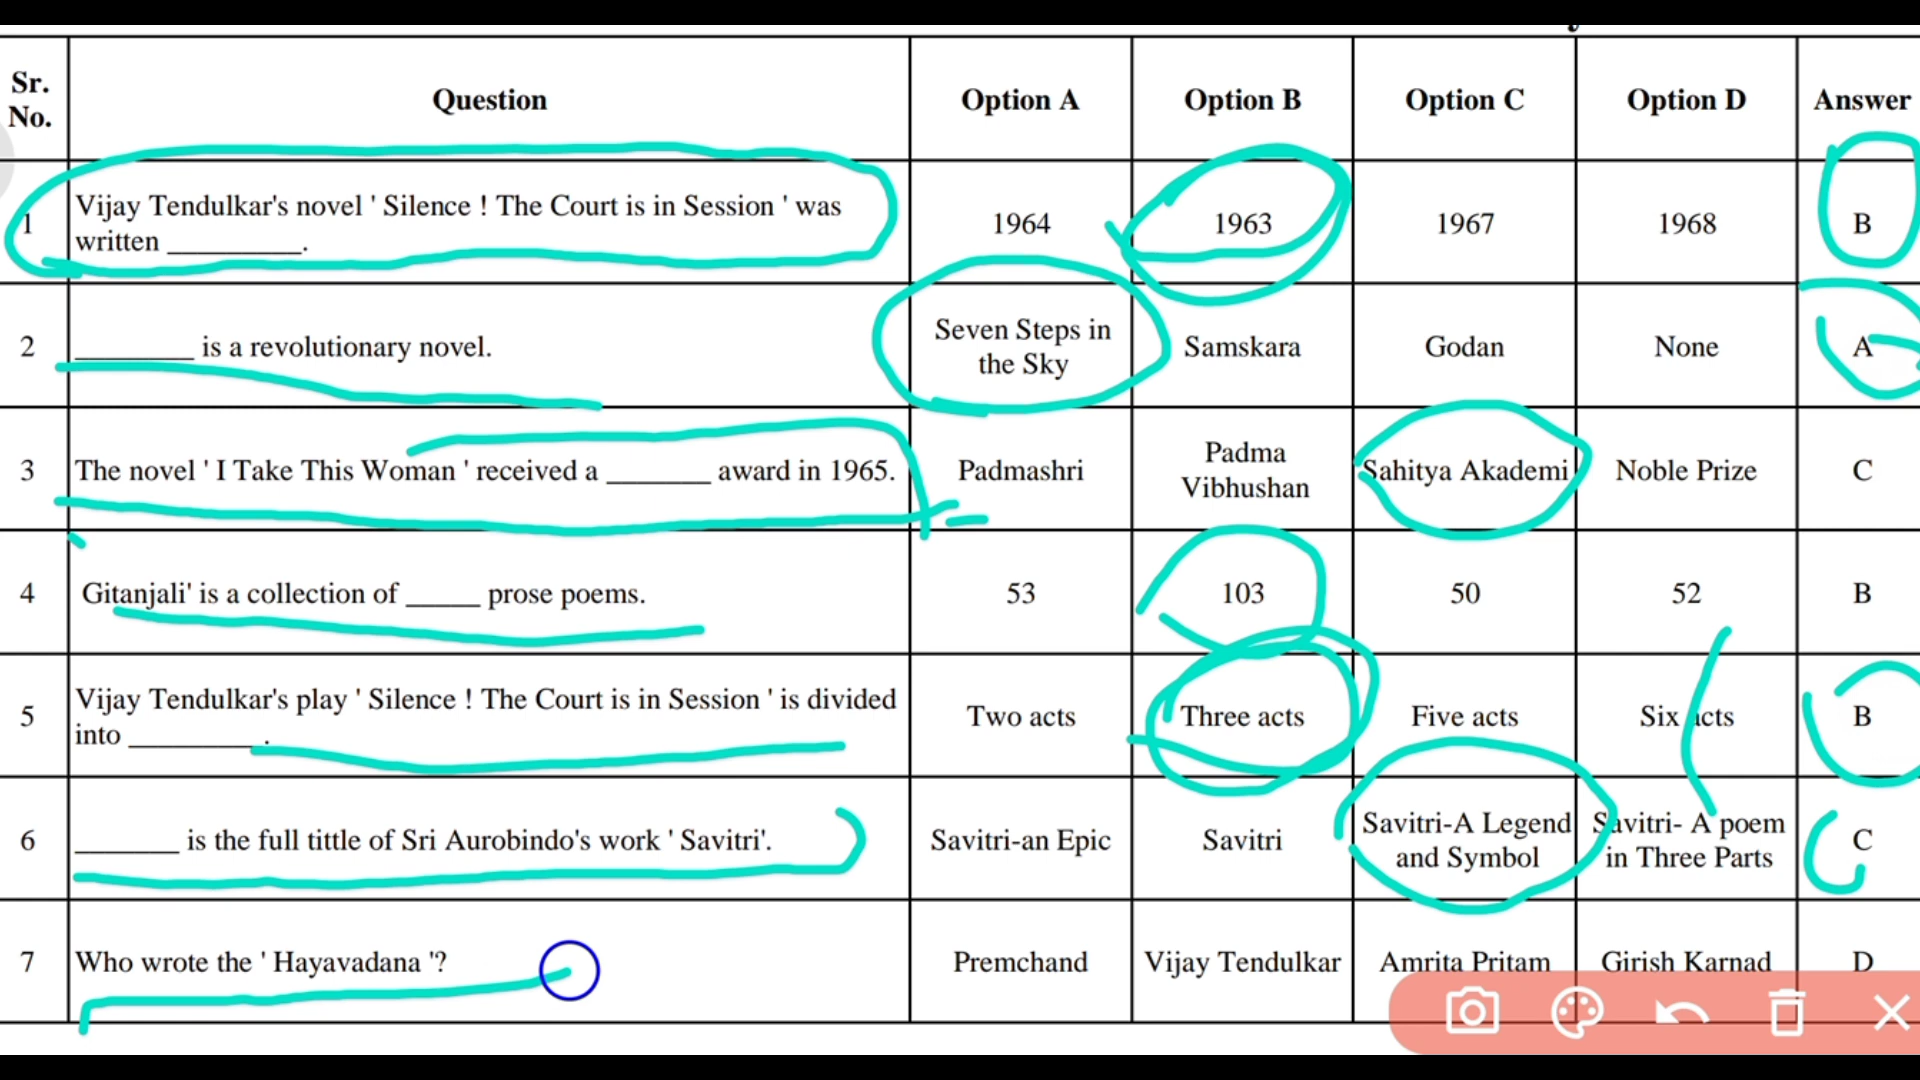 Sr. No. Question Option A Option B Option C Option D Answer
1 Vijay Tendulkar's novel ' Silence ! The Court is in Session ' was
written _________. 1964 1963 1967 1968 B
2 ________ is a revolutionary novel. Seven Steps in the Sky Samskara Godan None A
3 The novel ' I Take This Woman ' received a _______ award in 1965. Padmashri Padma Vibhushan Sahitya Akademi Noble Prize C
4 Gitanjali' is a collection of _____ prose poems. 53 103 50 52 B
5 Vijay Tendulkar's play ' Silence ! The Court is in Session ' is divided
into _________. Two acts Three acts Five acts Six acts B
6 _______ is the full tittle of Sri Aurobindo's work ' Savitri'. Savitri-an Epic Savitri Savitri-A Legend and Symbol Savitri- A poem in Three Parts C
7 Who wrote the ' Hayavadana '? Premchand Vijay Tendulkar Amrita Pritam Girish Karnad D